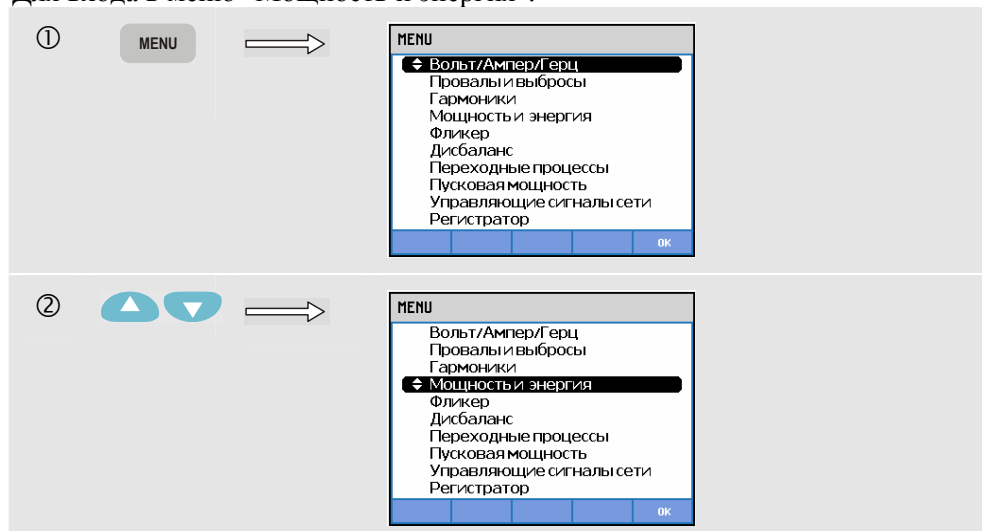 Для входа в меню "Мощность и энергия":
①
MENU
MENU
Вольт/Ампер/Герц
Провалы и выбросы
Гармоники
Мощность и энергия
Фликер
Дисбаланс
Переходные процессы
Пусковая мощность
Управляющие сигналы сети
Регистратор
OK
②
MENU
Вольт/Ампер/Герц
Провалы и выбросы
Гармоники
Мощность и энергия
Фликер
Дисбаланс
Переходные процессы
Пусковая мощность
Управляющие сигналы сети
Регистратор
OK